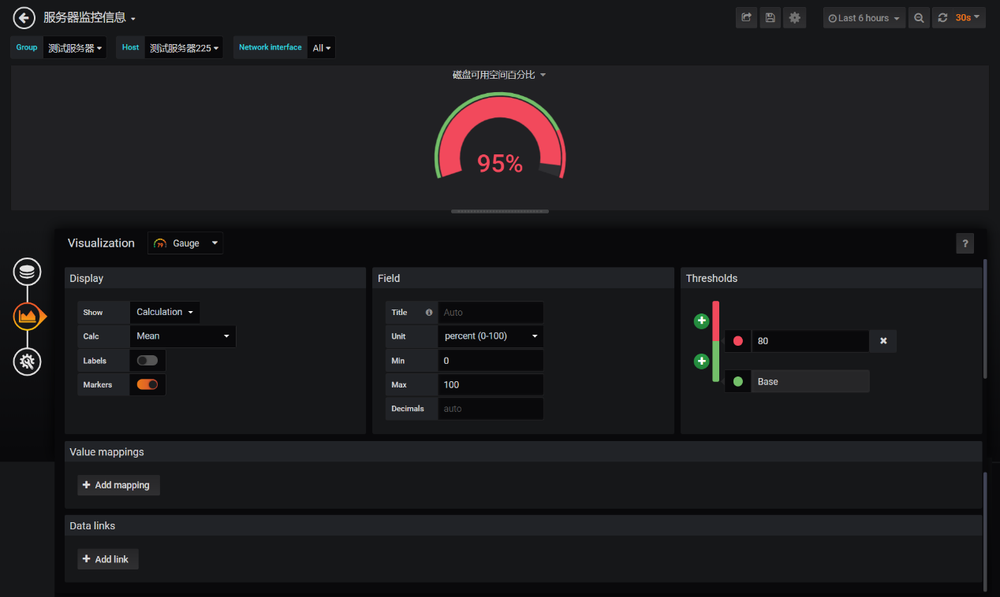 服务器监控信息
Last 6 hours
30s
Group 测试服务器 Host 测试服务器225 Network interface All
磁盘可用空间百分比
95%
Visualization 79 Gauge ?
Display
Show Calculation
Calc Mean
Labels
Markers
Field
Title Auto
Unit percent (0-100)
Min 0
Max 100
Decimals auto
Thresholds
80
Base
Value mappings
Add mapping
Data links
Add link